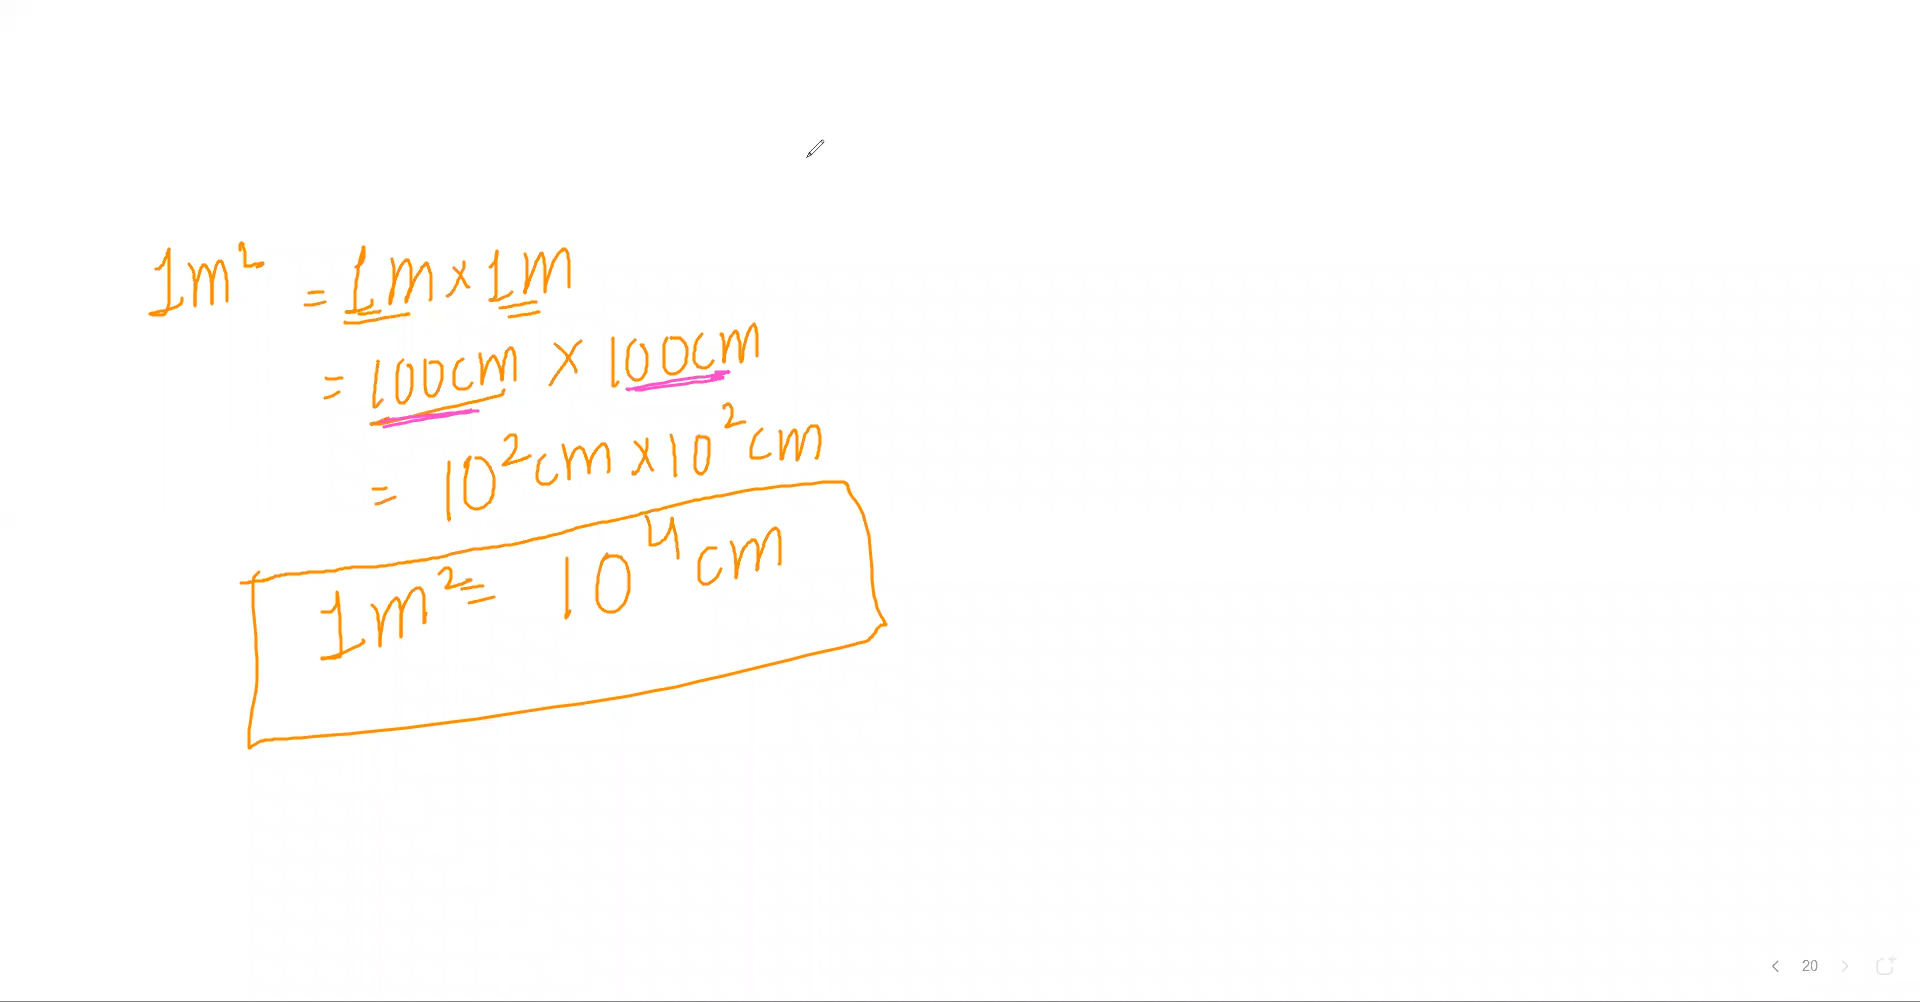 1m² = 1m × 1m
= 100cm × 100cm
= 10²cm × 10²cm
1m² = 10⁴cm
20